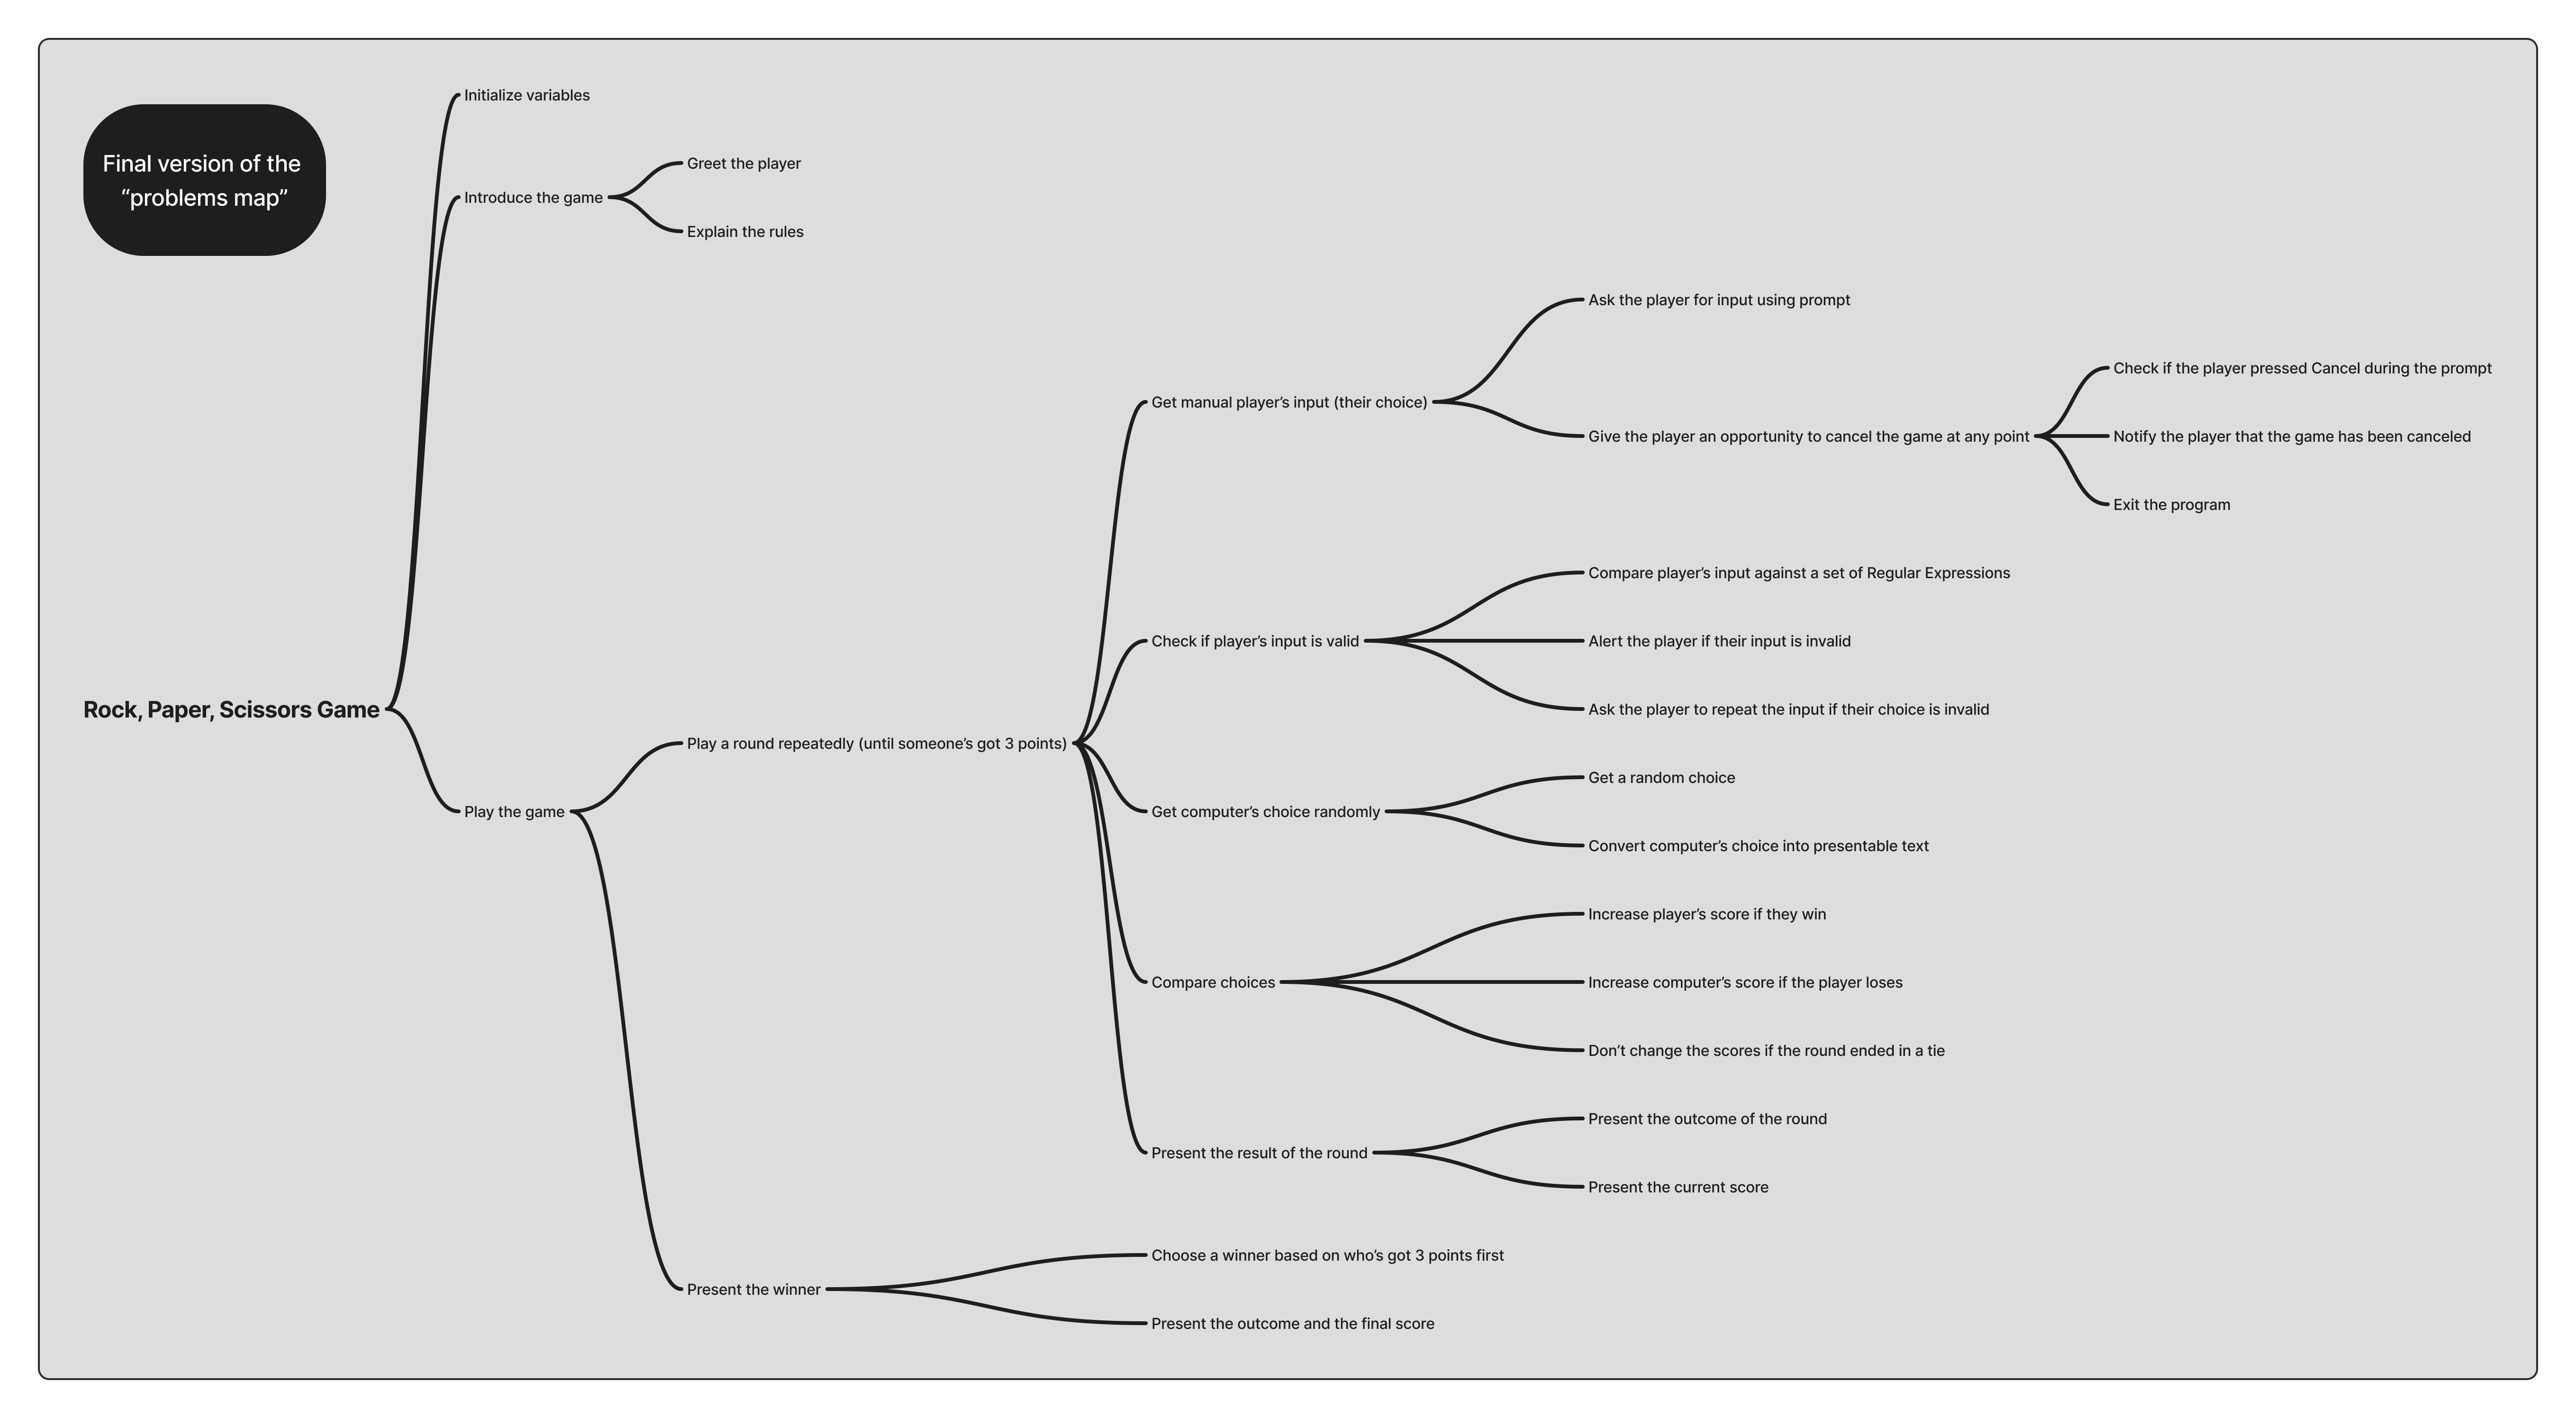 Final version of the
“problems map”
Rock, Paper, Scissors Game
Initialize variables
Introduce the game
Greet the player
Explain the rules
Play the game
Play a round repeatedly (until someone’s got 3 points)
Get manual player’s input (their choice)
Ask the player for input using prompt
Give the player an opportunity to cancel the game at any point
Check if the player pressed Cancel during the prompt
Notify the player that the game has been canceled
Exit the program
Check if player’s input is valid
Compare player’s input against a set of Regular Expressions
Alert the player if their input is invalid
Ask the player to repeat the input if their choice is invalid
Get computer’s choice randomly
Get a random choice
Convert computer’s choice into presentable text
Compare choices
Increase player’s score if they win
Increase computer’s score if the player loses
Don’t change the scores if the round ended in a tie
Present the result of the round
Present the outcome of the round
Present the current score
Present the winner
Choose a winner based on who’s got 3 points first
Present the outcome and the final score